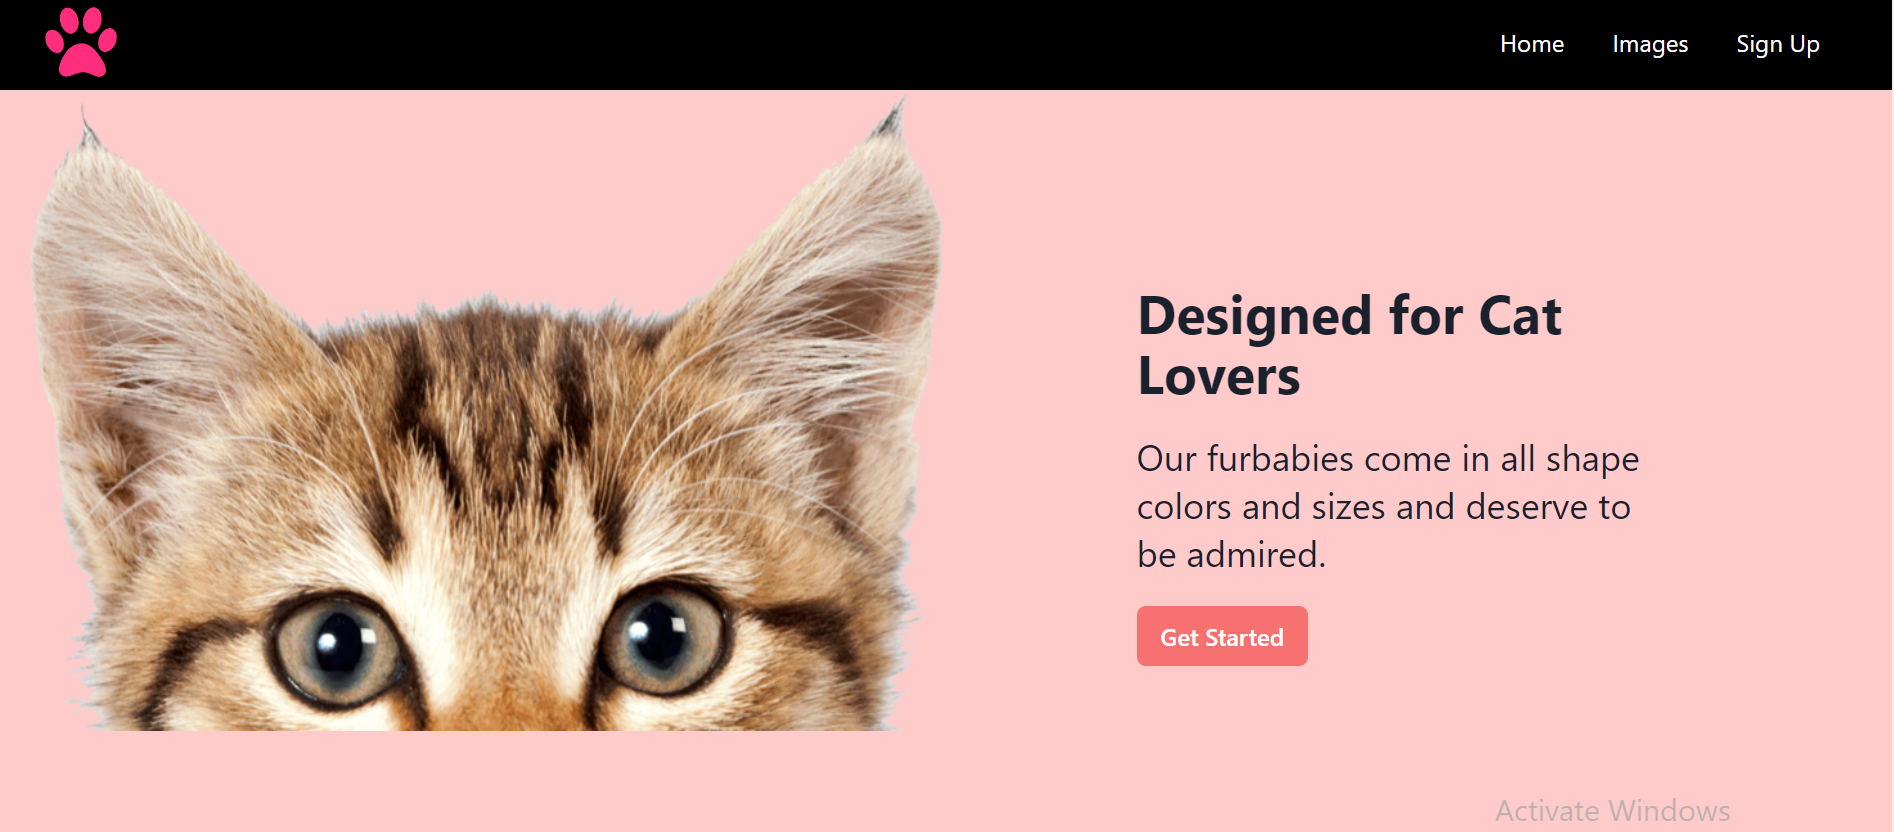 Home Images Sign Up
Designed for Cat
Lovers
Our furbabies come in all shape
colors and sizes and deserve to
be admired.
Get Started
Activate Windows